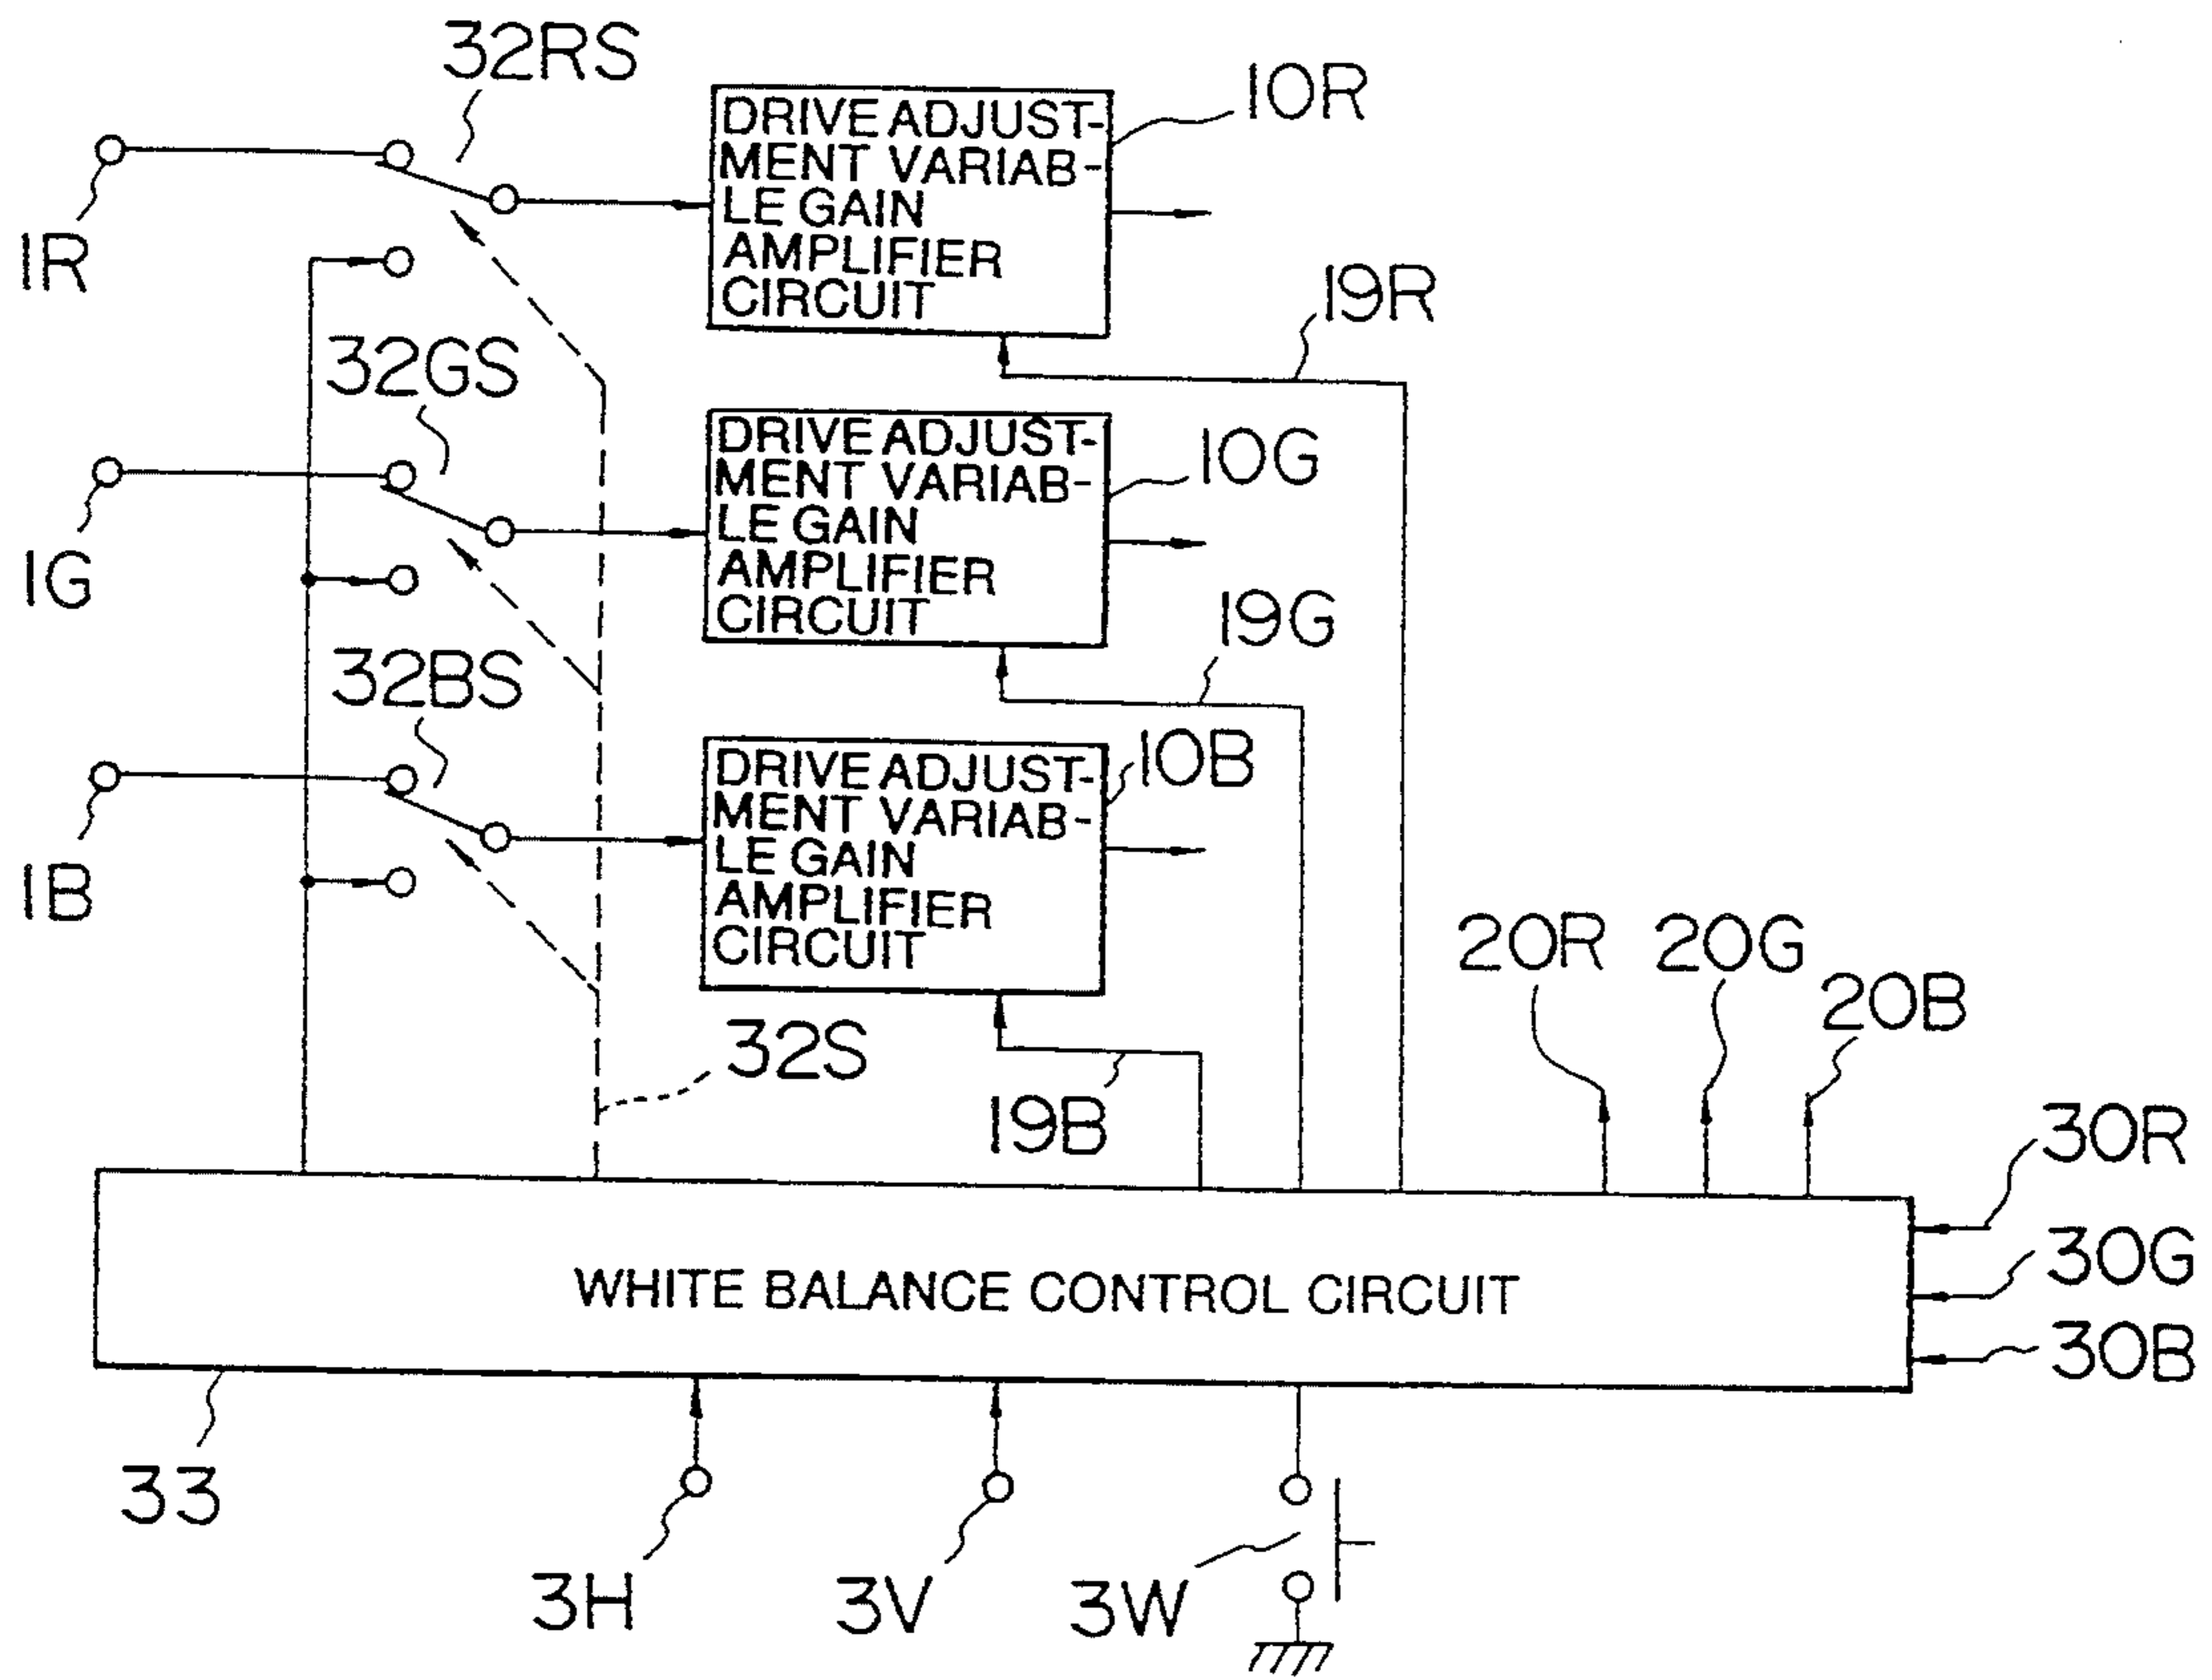 32RS
DRIVE ADJUST-
MENT VARIAB-
LE GAIN
AMPLIFIER
CIRCUIT
10R
1R
19R
32GS
DRIVE ADJUST-
MENT VARIAB-
LE GAIN
AMPLIFIER
CIRCUIT
10G
1G
19G
32BS
DRIVE ADJUST-
MENT VARIAB-
LE GAIN
AMPLIFIER
CIRCUIT
10B
1B
20R
20G
20B
32S
19B
30R
30G
30B
WHITE BALANCE CONTROL CIRCUIT
33
3H
3V
3W